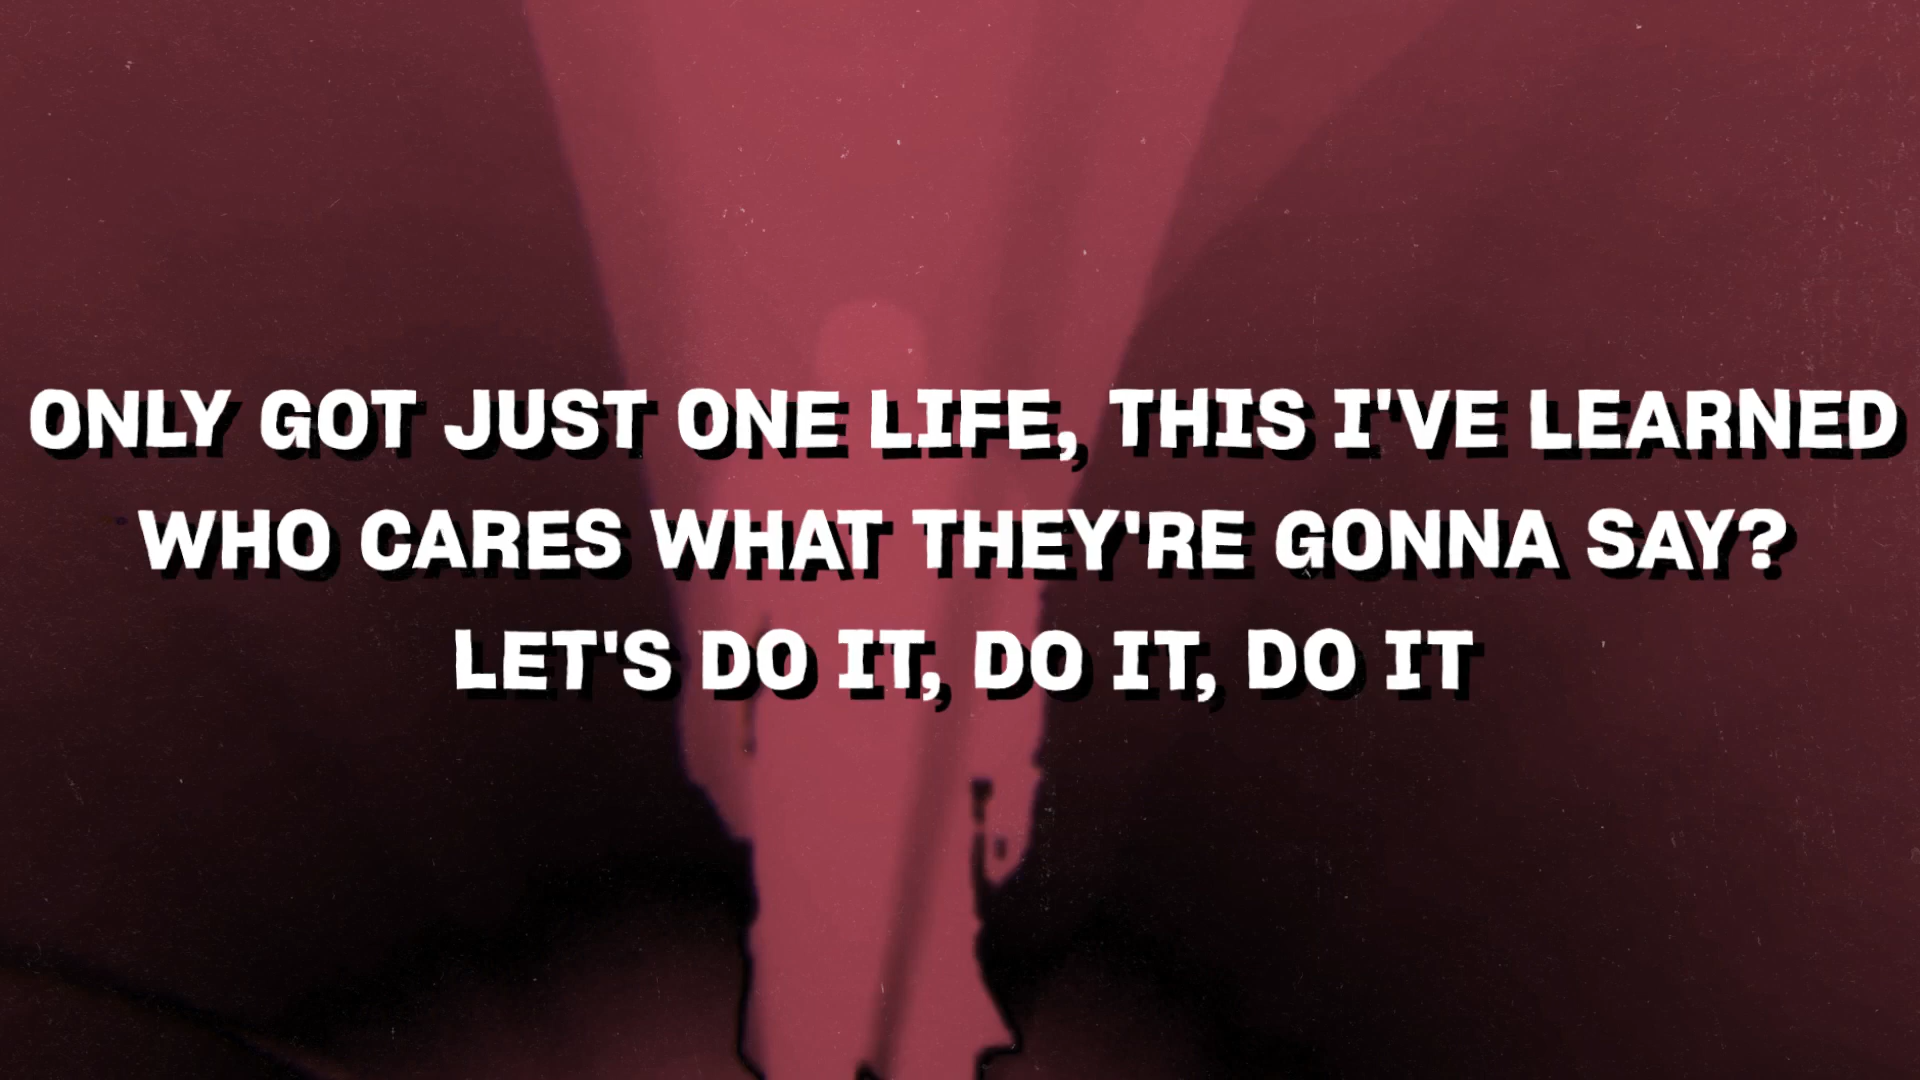 ONLY GOT JUST ONE LIFE, THIS I'VE LEARNED
WHO CARES WHAT THEY'RE GONNA SAY?
LET'S DO IT, DO IT, DO IT